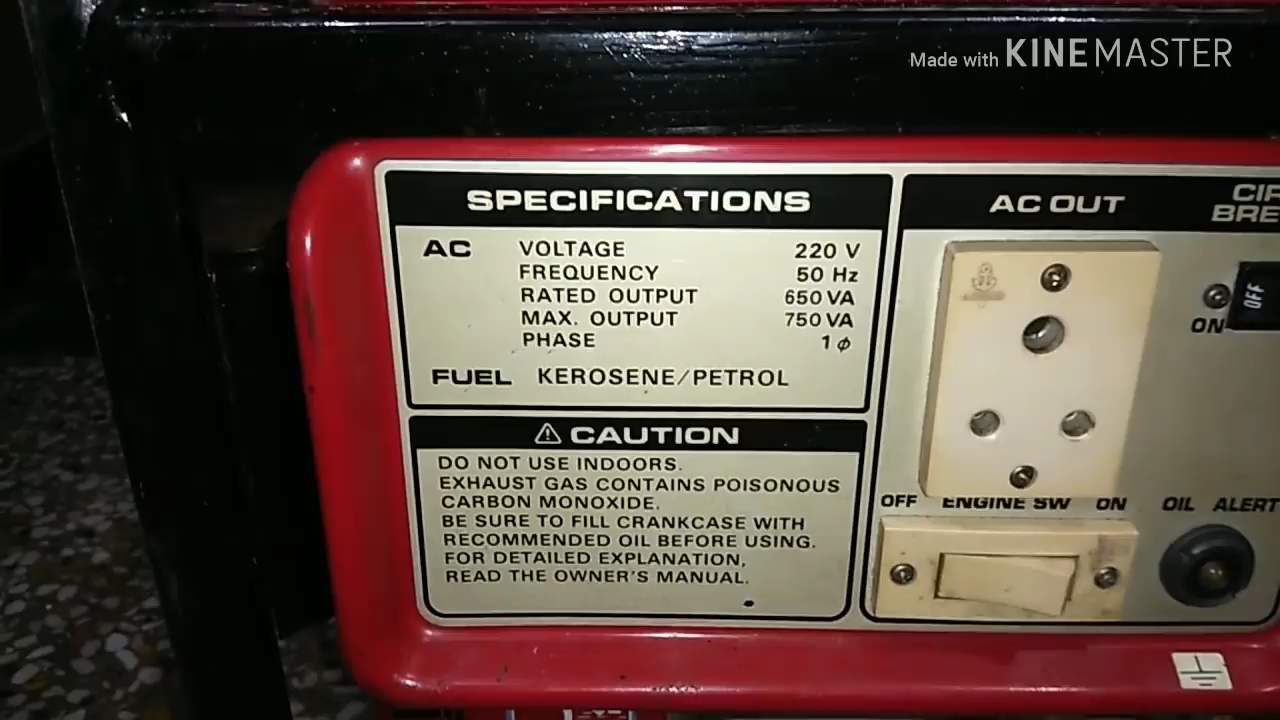 Made with KINEMASTER
SPECIFICATIONS
AC VOLTAGE 220 V
FREQUENCY 50 Hz
RATED OUTPUT 650 VA
MAX. OUTPUT 750 VA
PHASE 1 ϕ
FUEL KEROSENE/PETROL
⚠ CAUTION
DO NOT USE INDOORS.
EXHAUST GAS CONTAINS POISONOUS
CARBON MONOXIDE.
BE SURE TO FILL CRANKCASE WITH
RECOMMENDED OIL BEFORE USING.
FOR DETAILED EXPLANATION,
READ THE OWNER'S MANUAL.
AC OUT
OFF
ON
OFF ENGINE SW ON
OIL ALERT